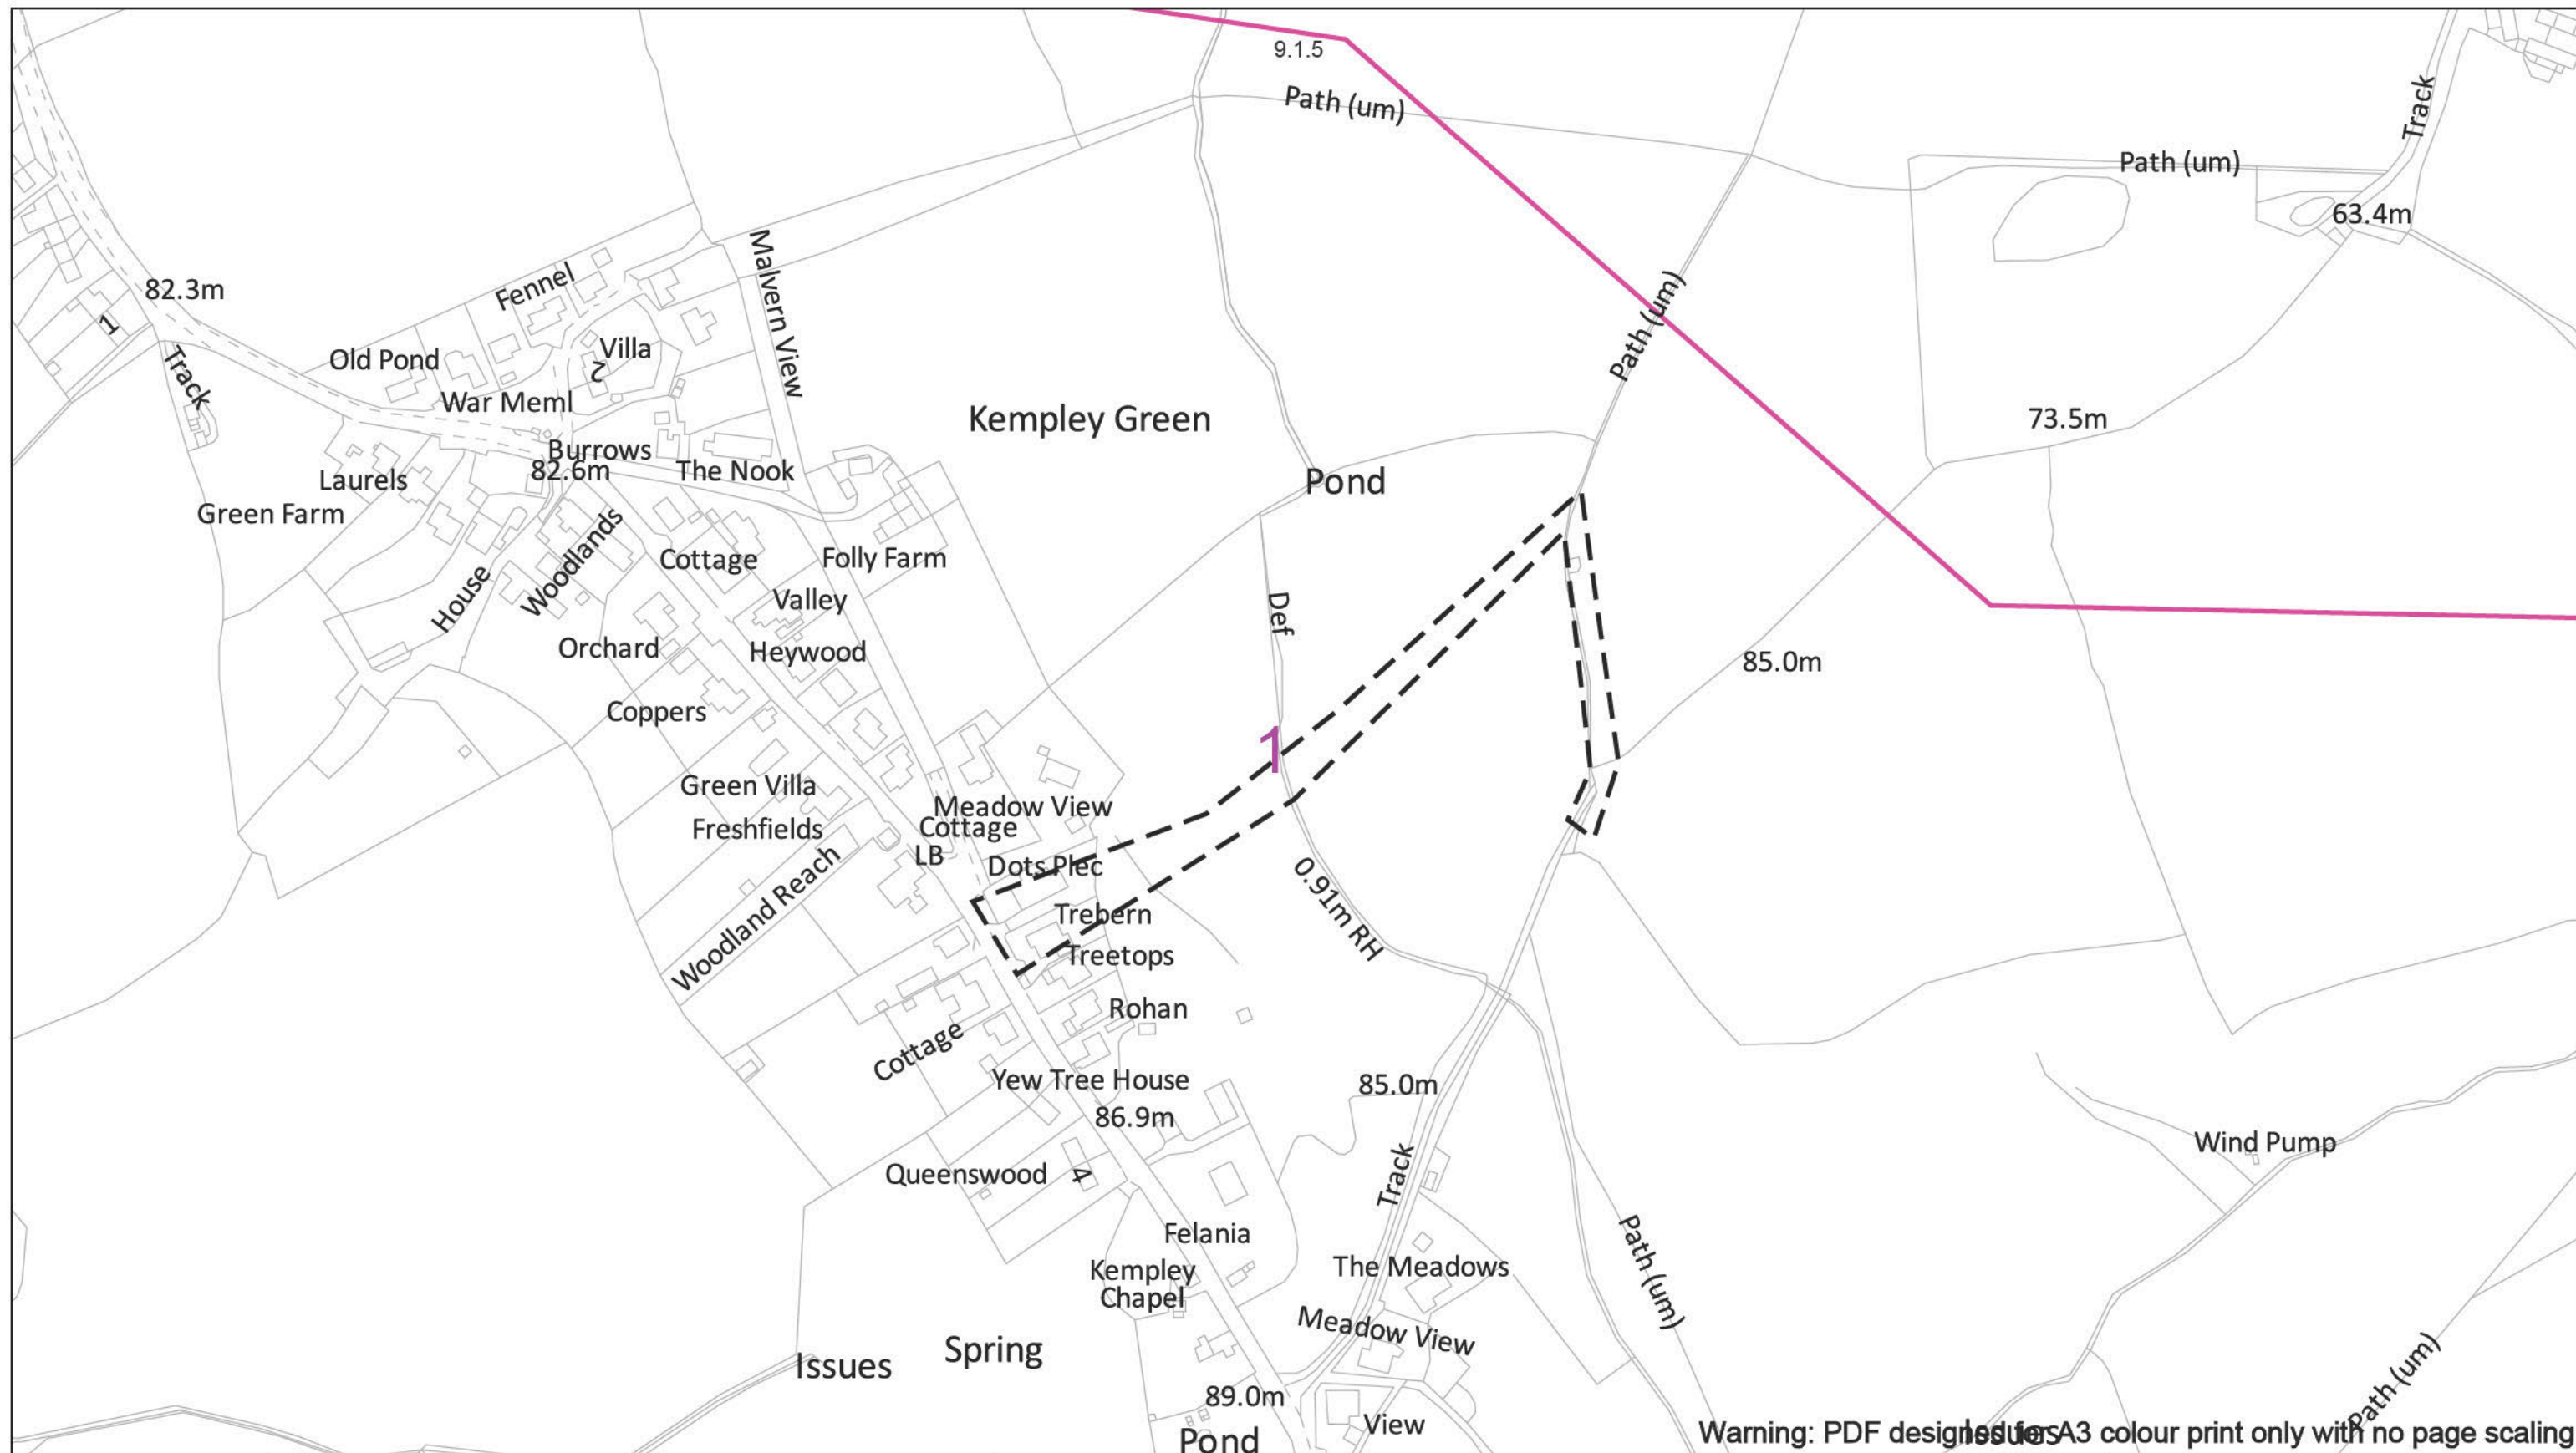 9.1.5
Path (um)
Track
Path (um)
63.4m
82.3m
1
Fennel
Malvern View
Villa
2
Old Pond
Track
War Meml
Path (um)
Kempley Green
73.5m
Burrows
82.6m
The Nook
Laurels
Green Farm
Pond
Woodlands
Cottage
Folly Farm
House
Valley
Def
Orchard
Heywood
85.0m
Coppers
1
Green Villa
Meadow View
Cottage
Freshfields
LB
Dots Plec
Woodland Reach
0.91m RH
Trebern
Treetops
Rohan
Cottage
Yew Tree House
85.0m
86.9m
Wind Pump
Track
Queenswood
4
Felania
Path (um)
The Meadows
Kempley
Chapel
Meadow View
Spring
Issues
89.0m
Path (um)
View
Pond
Issues
Warning: PDF designed for A3 colour print only with no page scaling